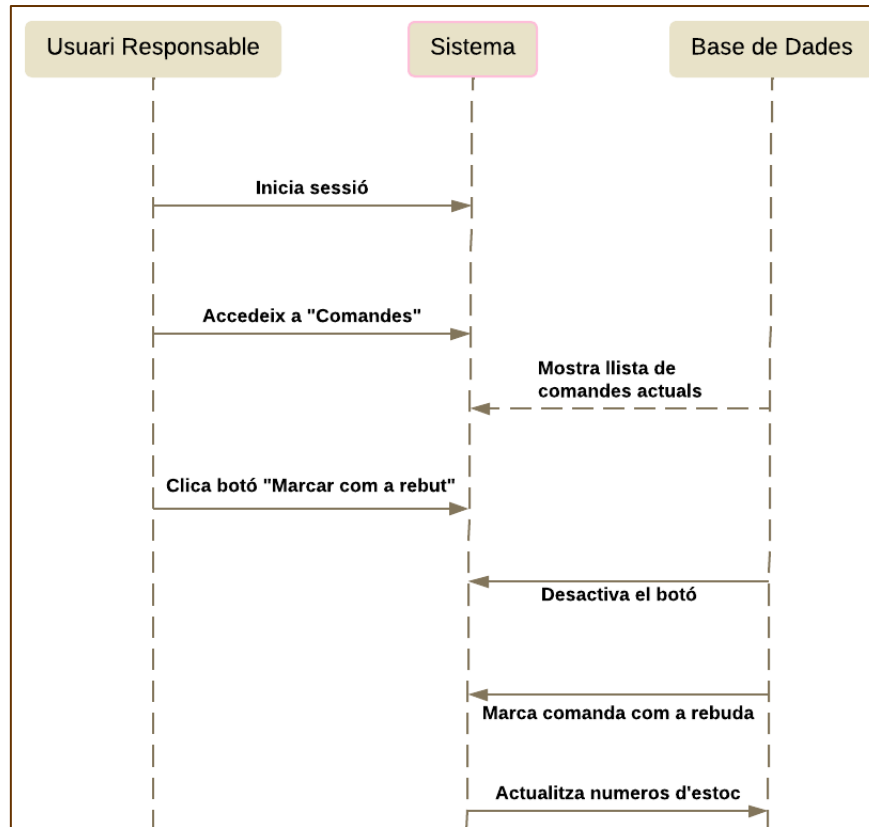 Usuari Responsable
Sistema
Base de Dades
Inicia sessió
Accedeix a "Comandes"
Mostra llista de
comandes actuals
Clica botó "Marcar com a rebut"
Desactiva el botó
Marca comanda com a rebuda
Actualitza numeros d'estoc